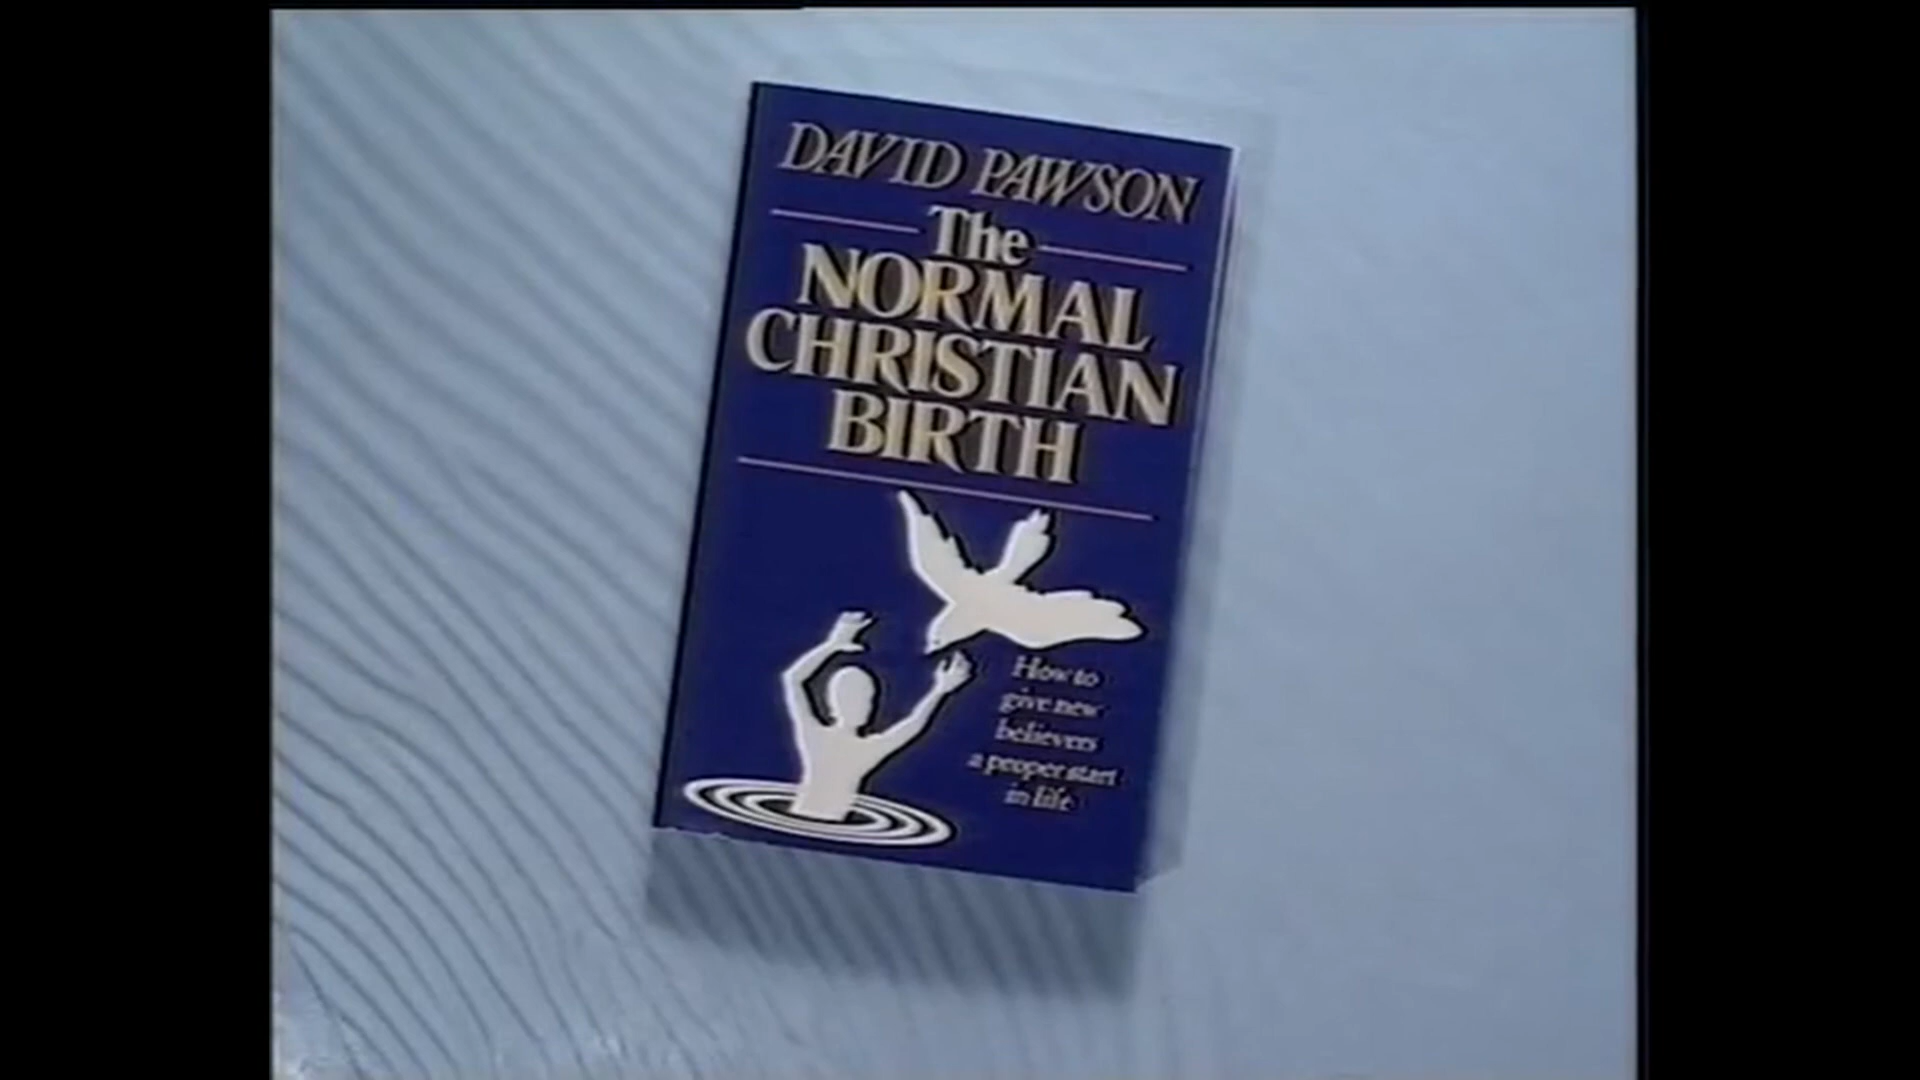 DAVID PAWSON
The
NORMAL
CHRISTIAN
BIRTH
How to
give new
believers
a proper start
in life